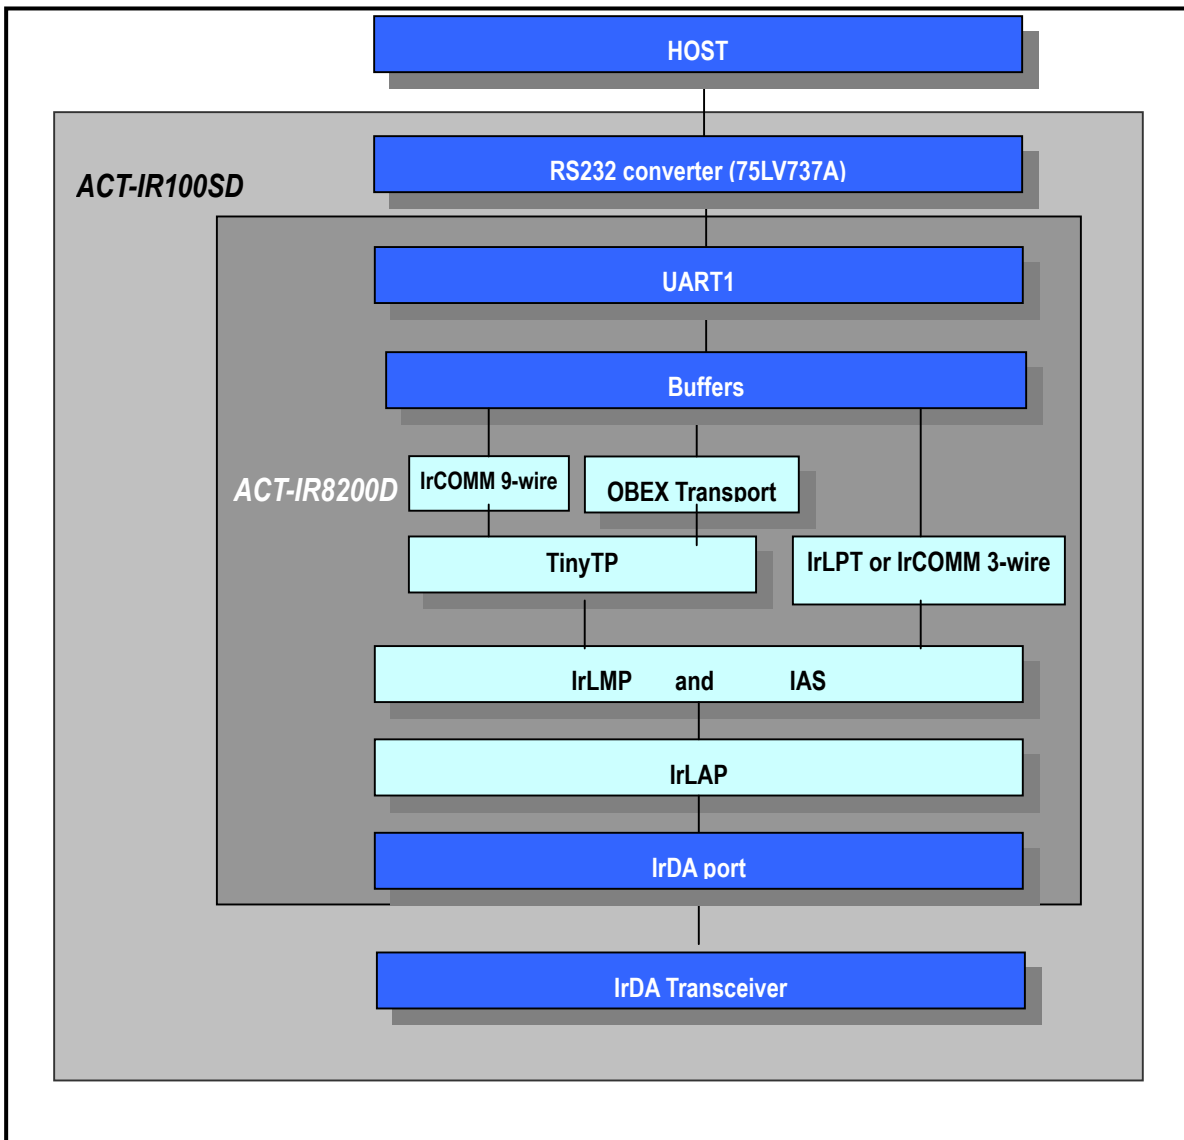 HOST
RS232 converter (75LV737A)
ACT-IR100SD
UART1
Buffers
IrCOMM 9-wire
OBEX Transport
ACT-IR8200D
TinyTP
IrLPT or IrCOMM 3-wire
IrLMP and IAS
IrLAP
IrDA port
IrDA Transceiver